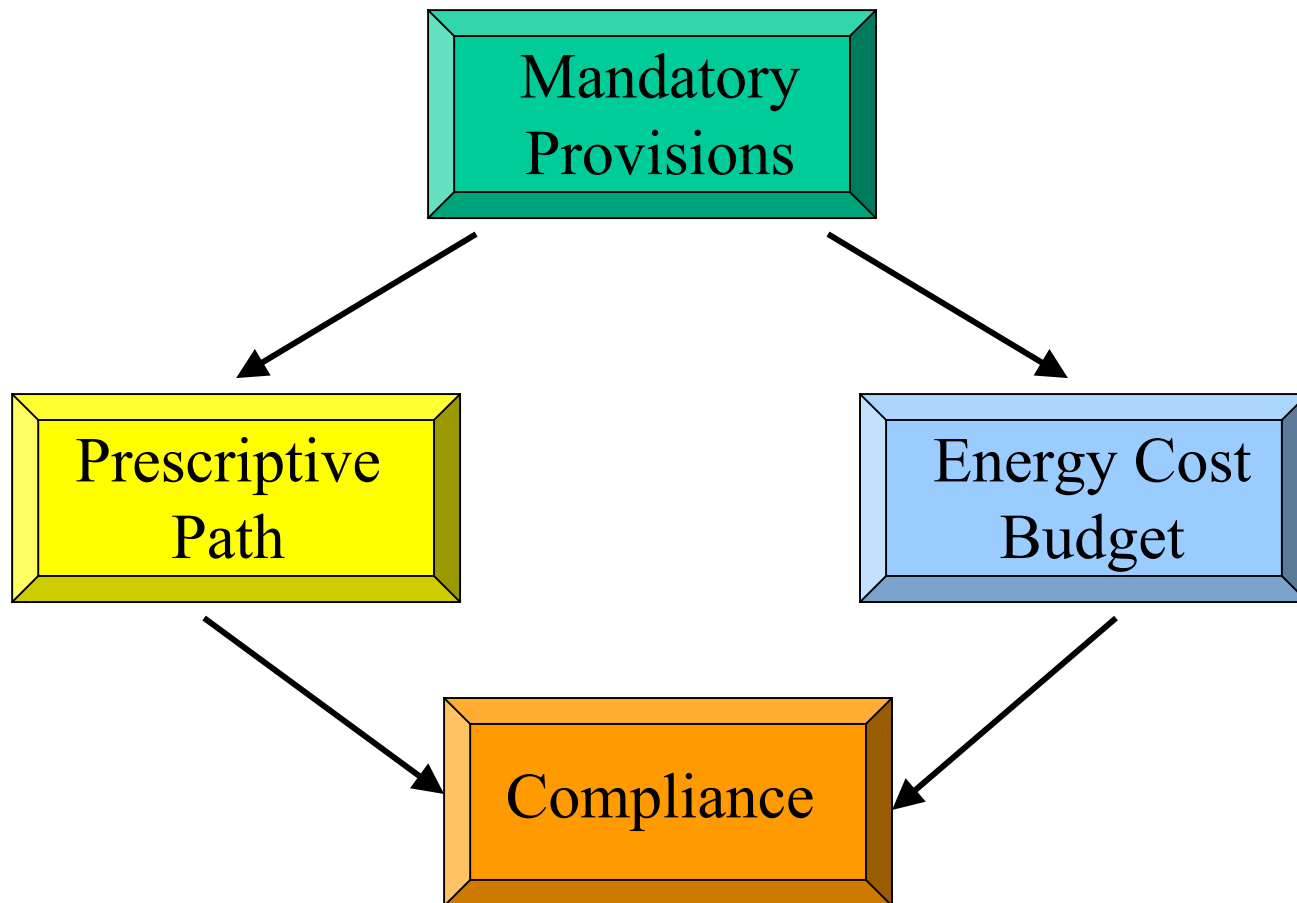 Mandatory
Provisions
Prescriptive
Path
Energy Cost
Budget
Compliance